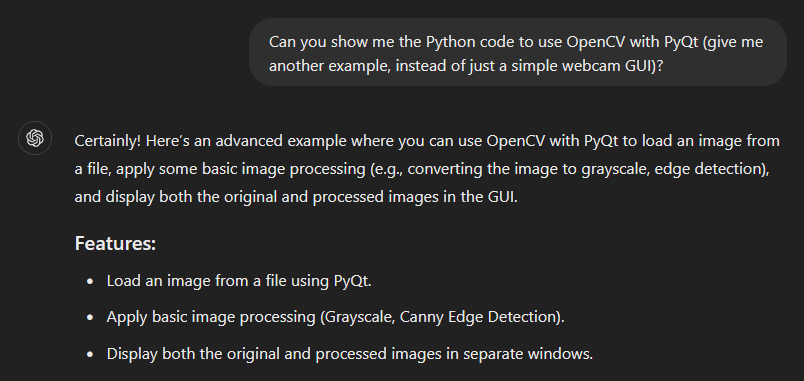 Can you show me the Python code to use OpenCV with PyQt (give me
another example, instead of just a simple webcam GUI)?
Certainly! Here's an advanced example where you can use OpenCV with PyQt to load an image from
a file, apply some basic image processing (e.g., converting the image to grayscale, edge detection),
and display both the original and processed images in the GUI.
Features:
• Load an image from a file using PyQt.
• Apply basic image processing (Grayscale, Canny Edge Detection).
• Display both the original and processed images in separate windows.